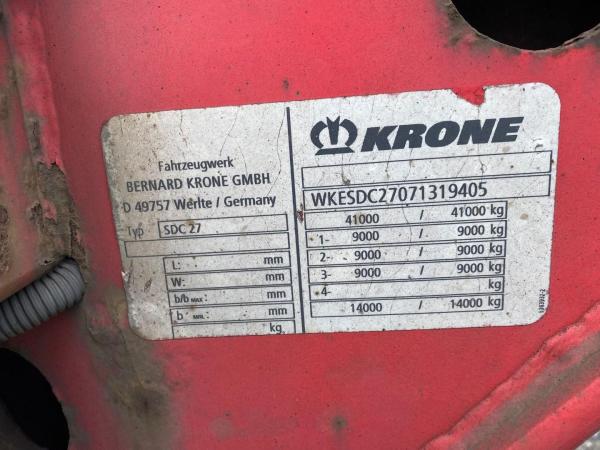 Fahrzeugwerk
BERNARD KRONE GMBH
D 49757 Werlte / Germany
Typ SDC 27
L: mm
W: mm
b/b MAX.: mm
b MIN.: mm
kg
KRONE
WKESDC27071319405
41000 / 41000 kg
1- 9000 / 9000 kg
2- 9000 / 9000 kg
3- 9000 / 9000 kg
4- kg
14000 / 14000 kg